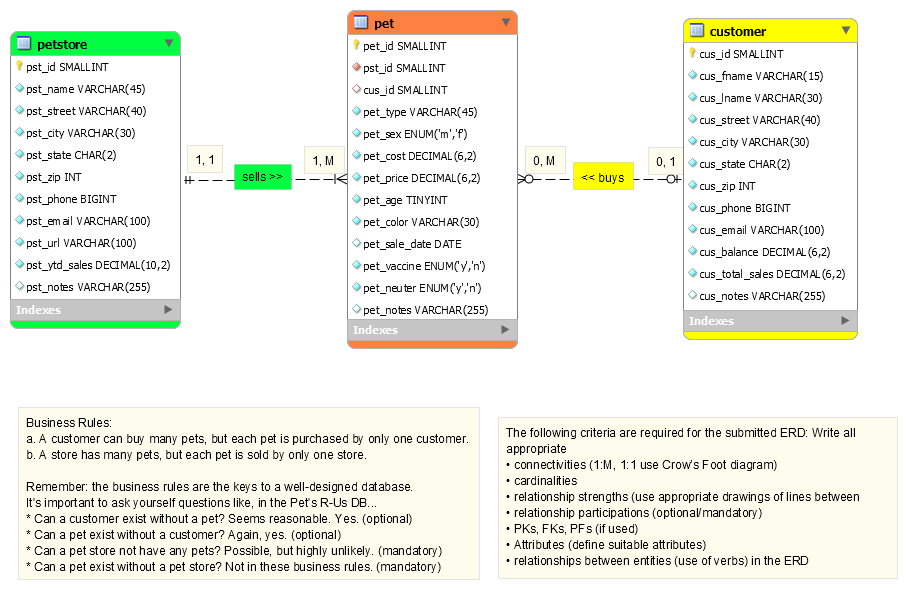 petstore
pst_id SMALLINT
pst_name VARCHAR(45)
pst_street VARCHAR(40)
pst_city VARCHAR(30)
pst_state CHAR(2)
pst_zip INT
pst_phone BIGINT
pst_email VARCHAR(100)
pst_url VARCHAR(100)
pst_ytd_sales DECIMAL(10,2)
pst_notes VARCHAR(255)
Indexes
1, 1
sells >>
1, M
pet
pet_id SMALLINT
pst_id SMALLINT
cus_id SMALLINT
pet_type VARCHAR(45)
pet_sex ENUM('m','f')
pet_cost DECIMAL(6,2)
pet_price DECIMAL(6,2)
pet_age TINYINT
pet_color VARCHAR(30)
pet_sale_date DATE
pet_vaccine ENUM('y','n')
pet_neuter ENUM('y','n')
pet_notes VARCHAR(255)
Indexes
0, M
<< buys
0, 1
customer
cus_id SMALLINT
cus_fname VARCHAR(15)
cus_lname VARCHAR(30)
cus_street VARCHAR(40)
cus_city VARCHAR(30)
cus_state CHAR(2)
cus_zip INT
cus_phone BIGINT
cus_email VARCHAR(100)
cus_balance DECIMAL(6,2)
cus_total_sales DECIMAL(6,2)
cus_notes VARCHAR(255)
Indexes
Business Rules:
a. A customer can buy many pets, but each pet is purchased by only one customer.
b. A store has many pets, but each pet is sold by only one store.
Remember: the business rules are the keys to a well-designed database.
It's important to ask yourself questions like, in the Pet's R-Us DB...
* Can a customer exist without a pet? Seems reasonable. Yes. (optional)
* Can a pet exist without a customer? Again, yes. (optional)
* Can a pet store not have any pets? Possible, but highly unlikely. (mandatory)
* Can a pet exist without a pet store? Not in these business rules. (mandatory)
The following criteria are required for the submitted ERD: Write all
appropriate
• connectivities (1:M, 1:1 use Crow's Foot diagram)
• cardinalities
• relationship strengths (use appropriate drawings of lines between
• relationship participations (optional/mandatory)
• PKs, FKs, PFs (if used)
• Attributes (define suitable attributes)
• relationships between entities (use of verbs) in the ERD